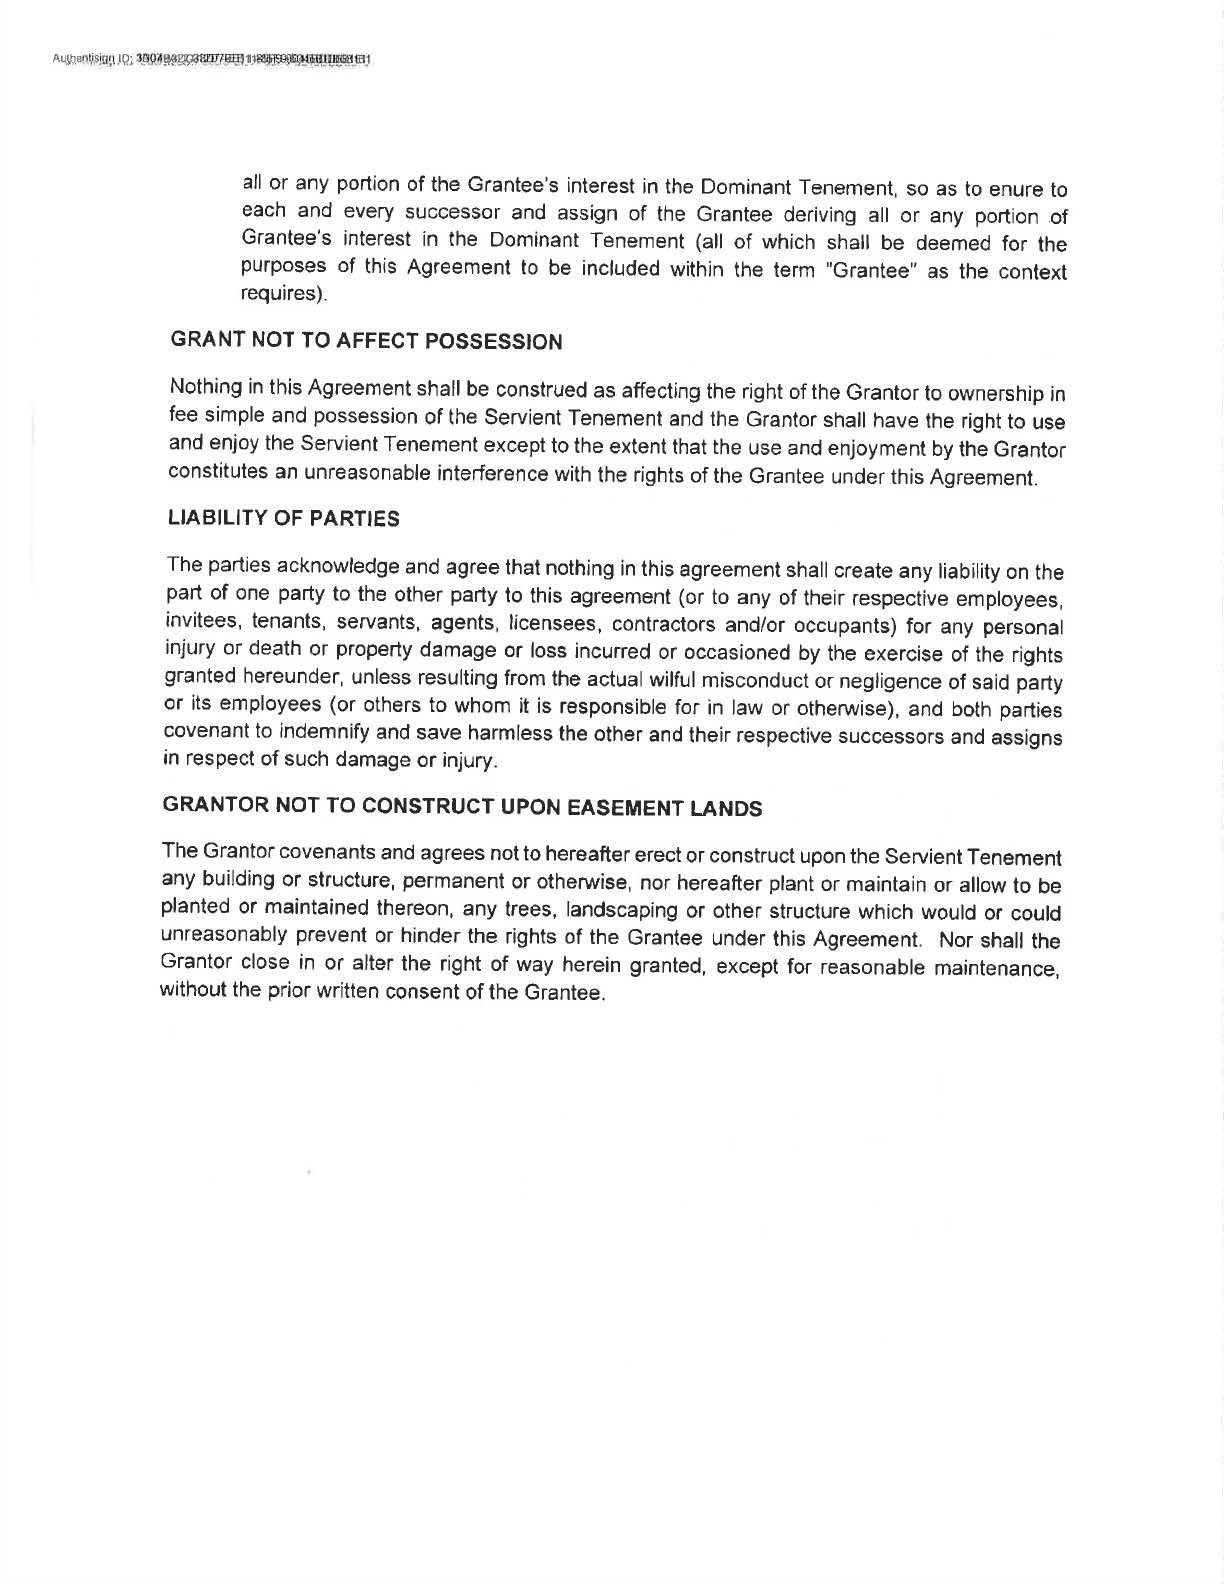 Authentisign ID:
all or any portion of the Grantee's interest in the Dominant Tenement, so as to enure to
each and every successor and assign of the Grantee deriving all or any portion of
Grantee's interest in the Dominant Tenement (all of which shall be deemed for the
purposes of this Agreement to be included within the term "Grantee" as the context
requires).
GRANT NOT TO AFFECT POSSESSION
Nothing in this Agreement shall be construed as affecting the right of the Grantor to ownership in
fee simple and possession of the Servient Tenement and the Grantor shall have the right to use
and enjoy the Servient Tenement except to the extent that the use and enjoyment by the Grantor
constitutes an unreasonable interference with the rights of the Grantee under this Agreement.
LIABILITY OF PARTIES
The parties acknowledge and agree that nothing in this agreement shall create any liability on the
part of one party to the other party to this agreement (or to any of their respective employees,
invitees, tenants, servants, agents, licensees, contractors and/or occupants) for any personal
injury or death or property damage or loss incurred or occasioned by the exercise of the rights
granted hereunder, unless resulting from the actual wilful misconduct or negligence of said party
or its employees (or others to whom it is responsible for in law or otherwise), and both parties
covenant to indemnify and save harmless the other and their respective successors and assigns
in respect of such damage or injury.
GRANTOR NOT TO CONSTRUCT UPON EASEMENT LANDS
The Grantor covenants and agrees not to hereafter erect or construct upon the Servient Tenement
any building or structure, permanent or otherwise, nor hereafter plant or maintain or allow to be
planted or maintained thereon, any trees, landscaping or other structure which would or could
unreasonably prevent or hinder the rights of the Grantee under this Agreement.  Nor shall the
Grantor close in or alter the right of way herein granted, except for reasonable maintenance,
without the prior written consent of the Grantee.